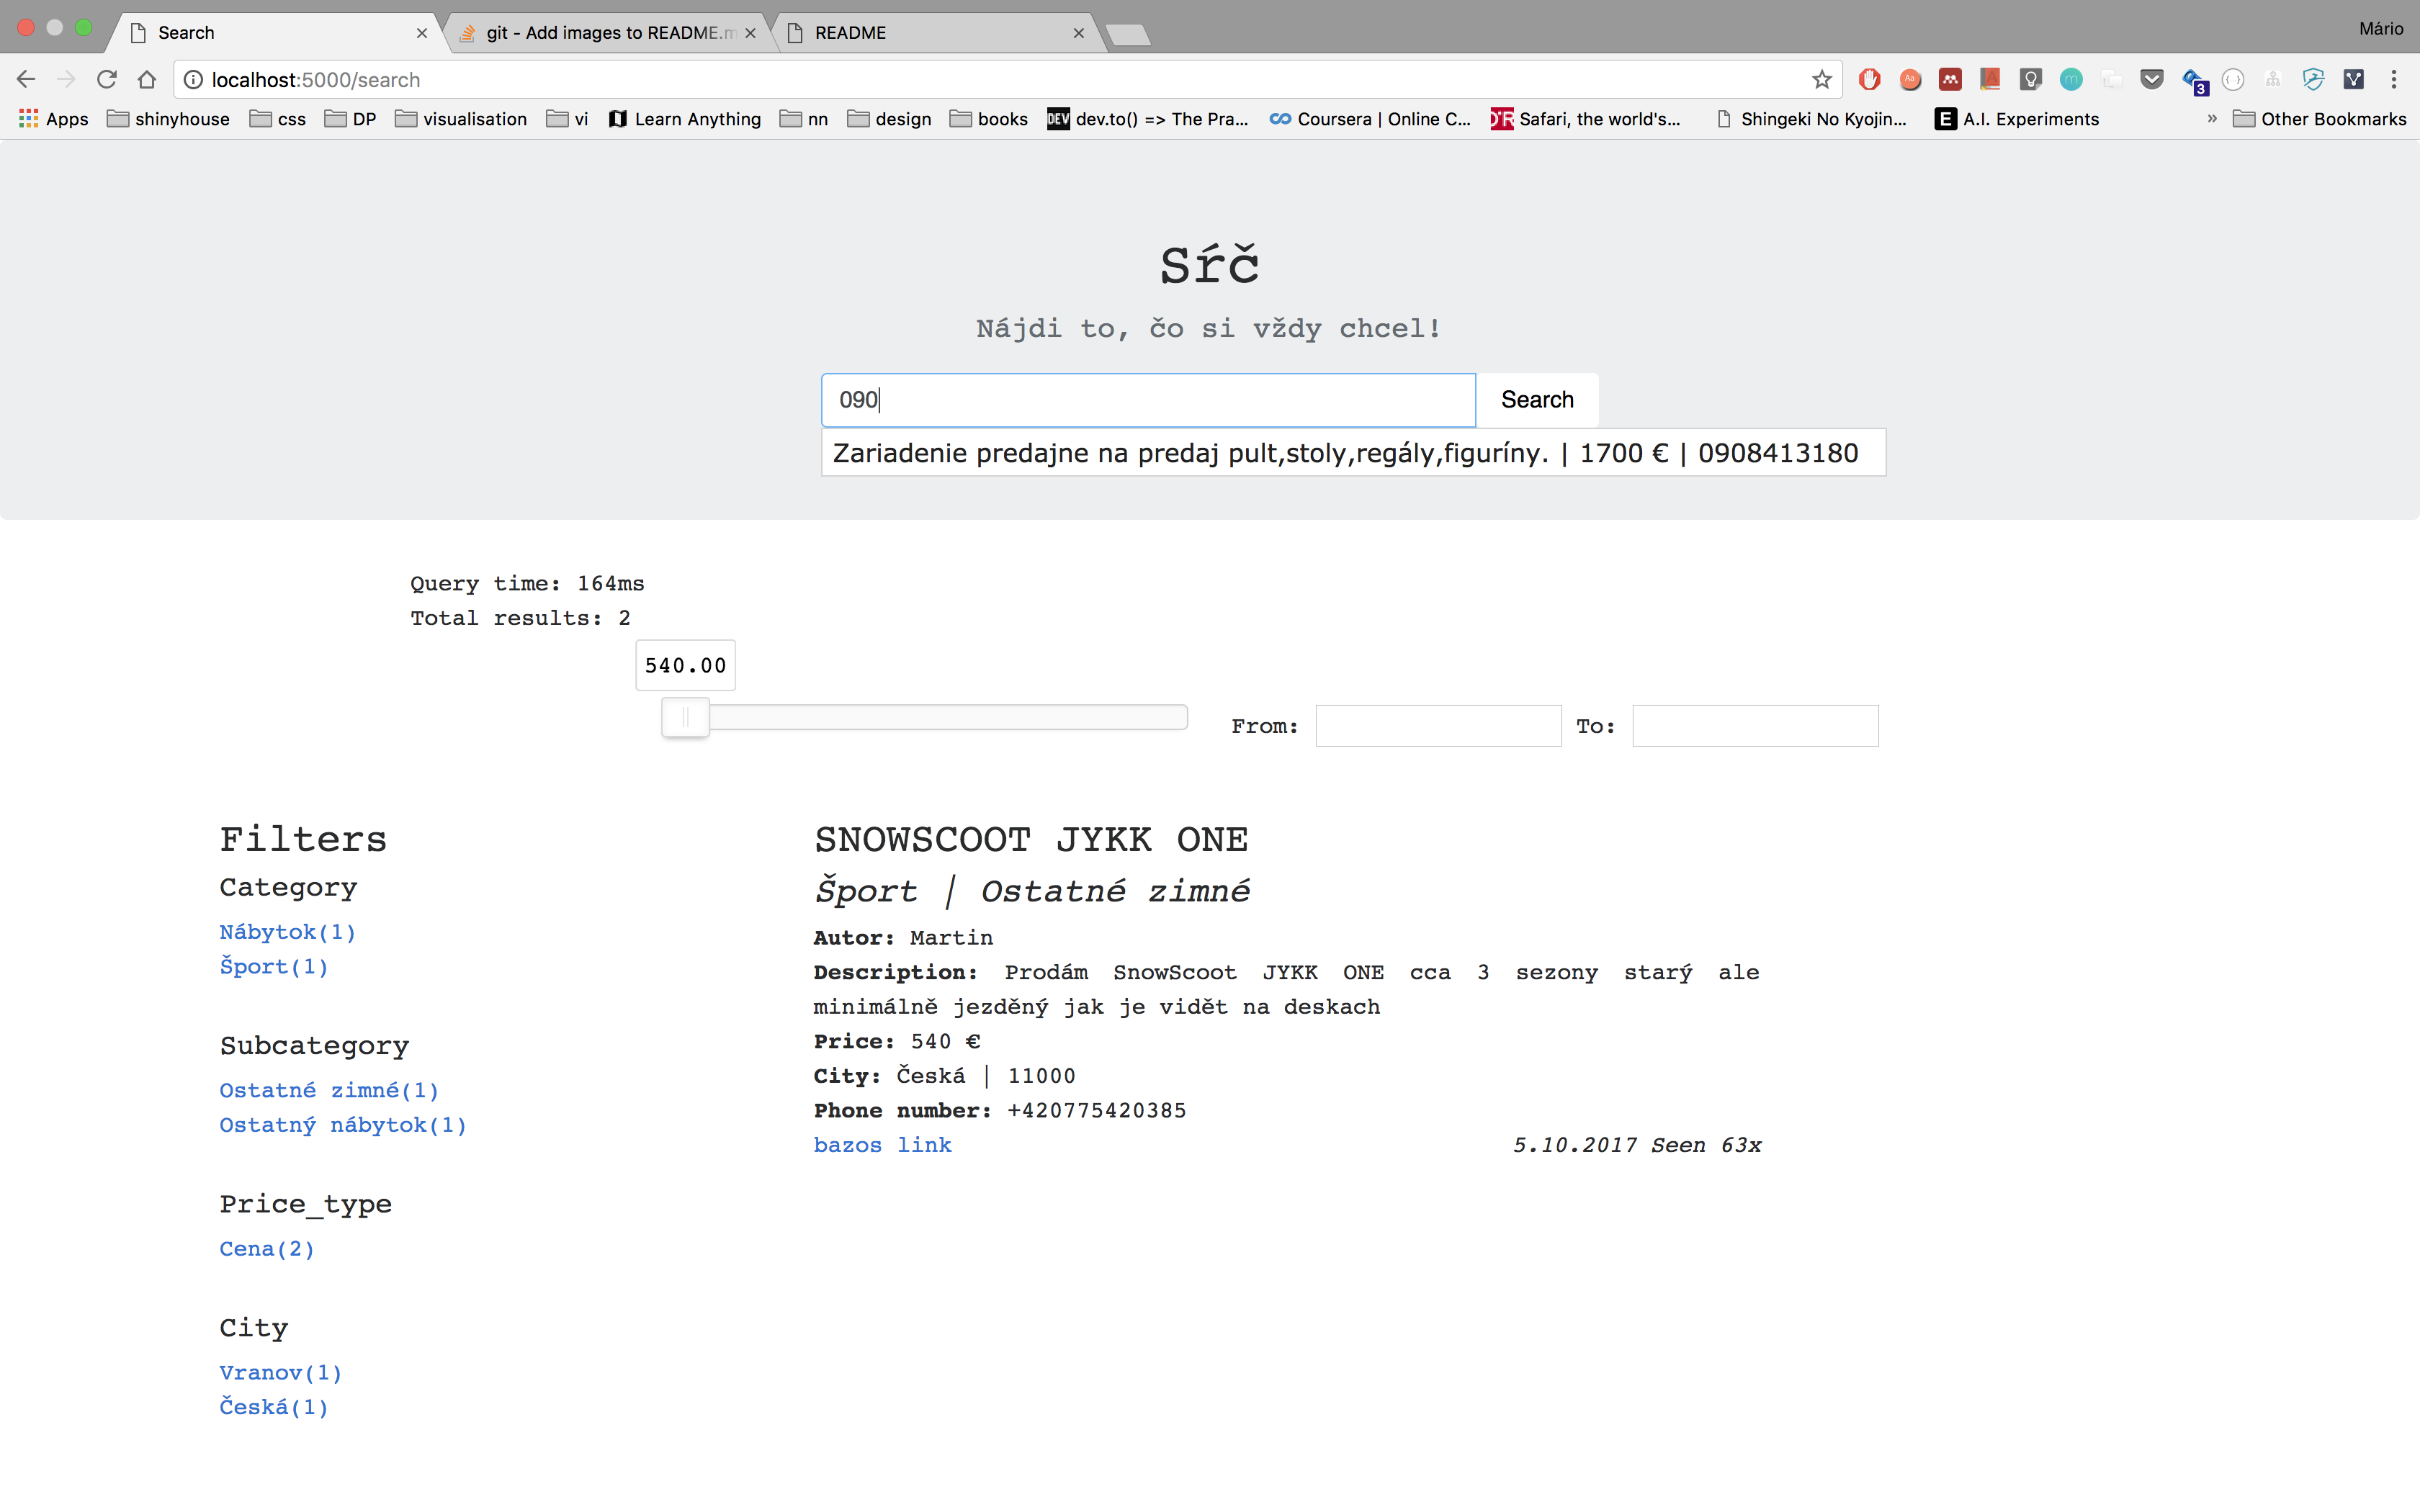 Search
git - Add images to README.m
README
Mário
localhost:5000/search
3
Apps
shinyhouse
css
DP
visualisation
vi
Learn Anything
nn
design
books
DEV dev.to() => The Pra...
Coursera | Online C...
Safari, the world's...
Shingeki No Kyojin...
E A.I. Experiments
»
Other Bookmarks
Sŕč
Nájdi to, čo si vždy chcel!
090
Search
Zariadenie predajne na predaj pult,stoly,regály,figuríny. | 1700 € | 0908413180
Query time: 164ms
Total results: 2
540.00
From:
To:
Filters
Category
Nábytok(1)
Šport(1)
Subcategory
Ostatné zimné(1)
Ostatný nábytok(1)
Price_type
Cena(2)
City
Vranov(1)
Česká(1)
SNOWSCOOT JYKK ONE
Šport | Ostatné zimné
Autor: Martin
Description: Prodám SnowScoot JYKK ONE cca 3 sezony starý ale
minimálně jezděný jak je vidět na deskach
Price: 540 €
City: Česká | 11000
Phone number: +420775420385
bazos link
5.10.2017 Seen 63x